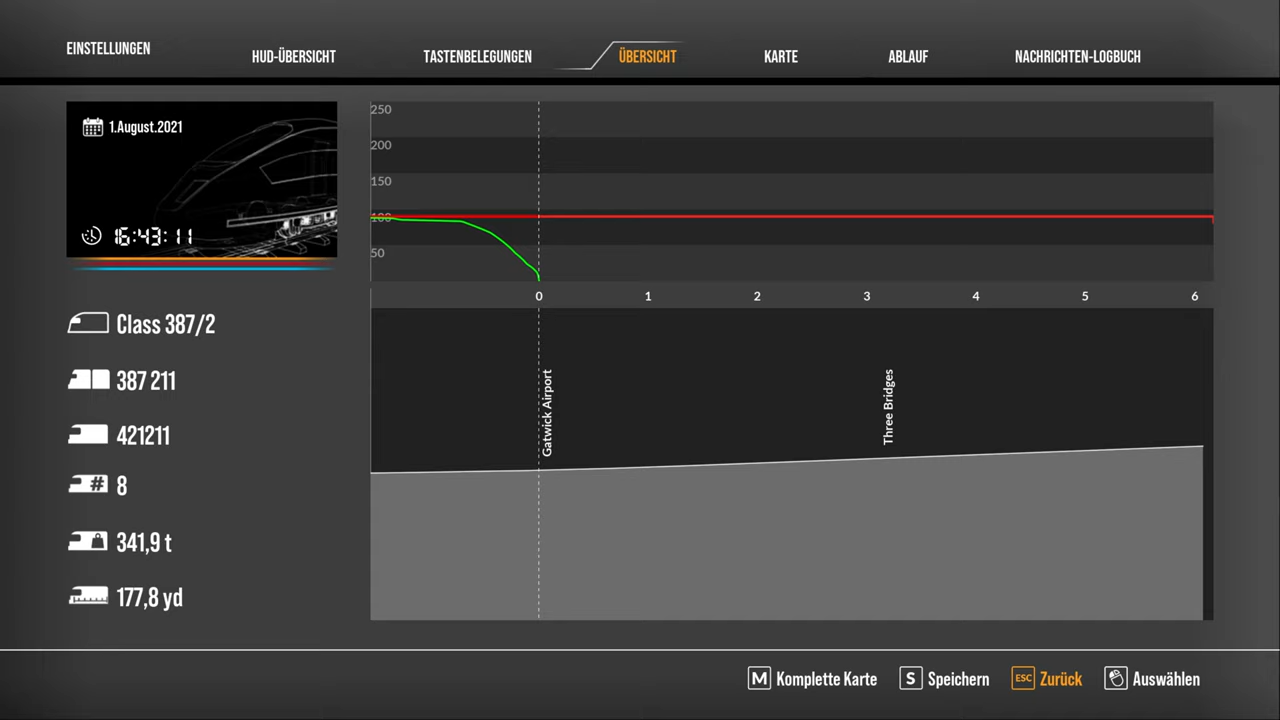 EINSTELLUNGEN
HUD-ÜBERSICHT
TASTENBELEGUNGEN
ÜBERSICHT
KARTE
ABLAUF
NACHRICHTEN-LOGBUCH
1.August.2021
16:43:11
Class 387/2
387 211
421211
# 8
341,9 t
177,8 yd
250
200
150
100
50
0 1 2 3 4 5 6
Gatwick Airport
Three Bridges
M Komplette Karte
S Speichern
ESC Zurück
Auswählen